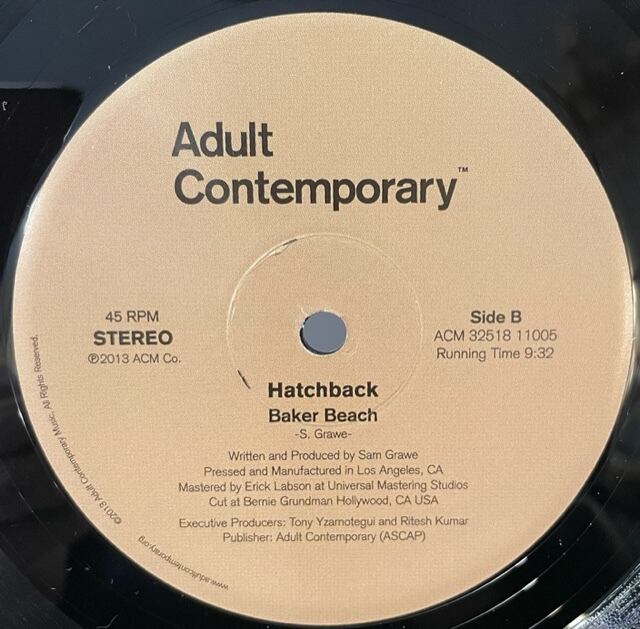 Adult
Contemporary™
45 RPM
STEREO
℗2013 ACM Co.
Side B
ACM 32518 11005
Running Time 9:32
Hatchback
Baker Beach
-S. Grawe-
Written and Produced by Sam Grawe
Pressed and Manufactured in Los Angeles, CA
Mastered by Erick Labson at Universal Mastering Studios
Cut at Bernie Grundman Hollywood, CA USA
Executive Producers: Tony Yzarnotegui and Ritesh Kumar
Publisher: Adult Contemporary (ASCAP)
©2013 Adult Contemporary Music. All Rights Reserved.
www.adultcontemporary.org